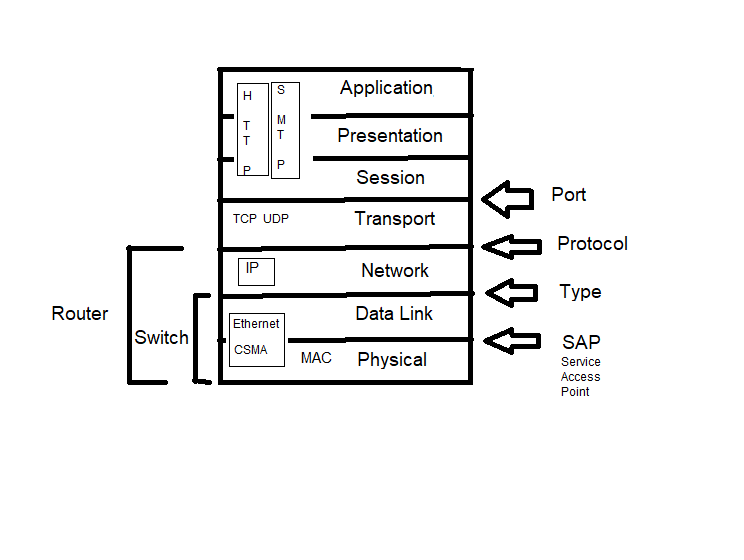 Application
H
T
T
P
S
M
T
P
Presentation
Session
Port
TCP UDP
Transport
Protocol
IP
Network
Type
Router
Switch
Ethernet
CSMA
Data Link
MAC
Physical
SAP
Service
Access
Point